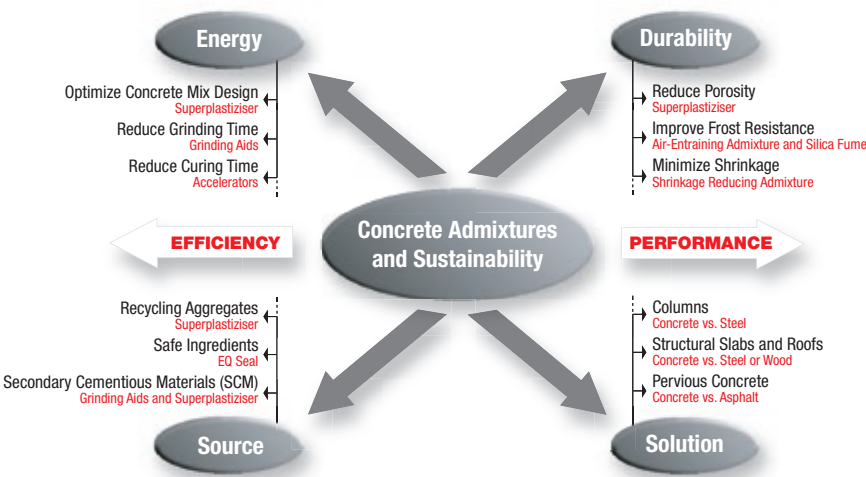 Energy
Optimize Concrete Mix Design
Superplastiziser
Reduce Grinding Time
Grinding Aids
Reduce Curing Time
Accelerators
Durability
Reduce Porosity
Superplastiziser
Improve Frost Resistance
Air-Entraining Admixture and Silica Fume
Minimize Shrinkage
Shrinkage Reducing Admixture
EFFICIENCY
Concrete Admixtures
and Sustainability
PERFORMANCE
Recycling Aggregates
Superplastiziser
Safe Ingredients
EQ Seal
Secondary Cementious Materials (SCM)
Grinding Aids and Superplastiziser
Source
Columns
Concrete vs. Steel
Structural Slabs and Roofs
Concrete vs. Steel or Wood
Pervious Concrete
Concrete vs. Asphalt
Solution